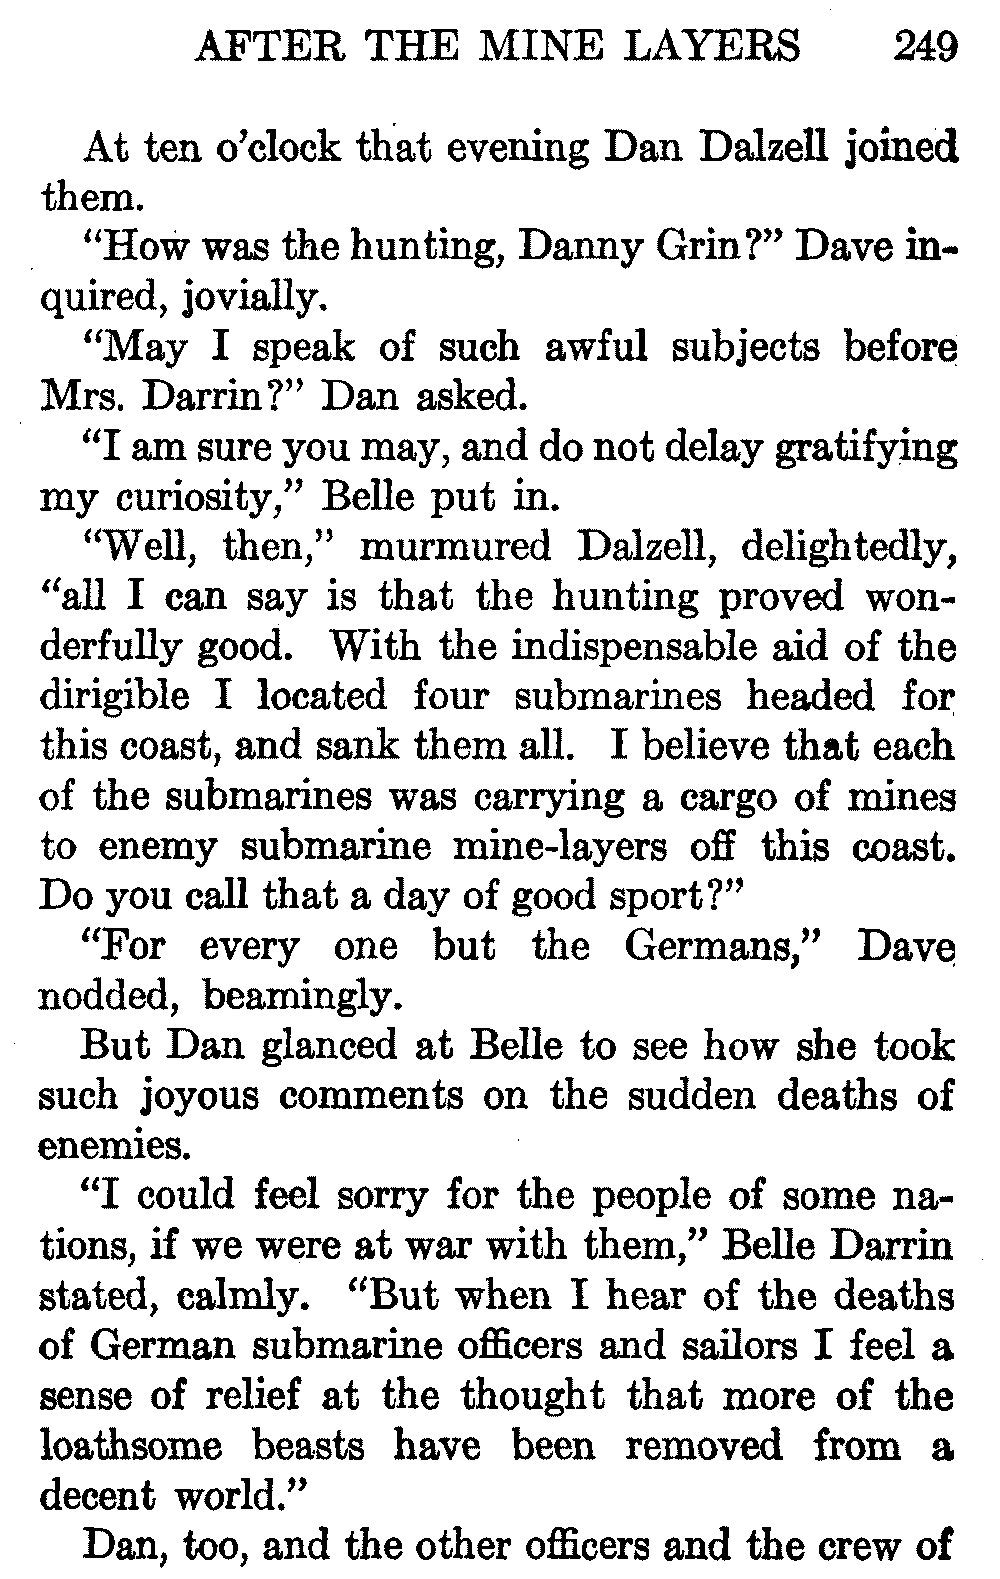 AFTER THE MINE LAYERS 249
At ten o'clock that evening Dan Dalzell joined
them.
"How was the hunting, Danny Grin?" Dave in-
quired, jovially.
"May I speak of such awful subjects before
Mrs. Darrin?" Dan asked.
"I am sure you may, and do not delay gratifying
my curiosity," Belle put in.
"Well, then," murmured Dalzell, delightedly,
"all I can say is that the hunting proved won-
derfully good. With the indispensable aid of the
dirigible I located four submarines headed for
this coast, and sank them all. I believe that each
of the submarines was carrying a cargo of mines
to enemy submarine mine-layers off this coast.
Do you call that a day of good sport?"
"For every one but the Germans," Dave
nodded, beamingly.
But Dan glanced at Belle to see how she took
such joyous comments on the sudden deaths of
enemies.
"I could feel sorry for the people of some na-
tions, if we were at war with them," Belle Darrin
stated, calmly. "But when I hear of the deaths
of German submarine officers and sailors I feel a
sense of relief at the thought that more of the
loathsome beasts have been removed from a
decent world."
Dan, too, and the other officers and the crew of